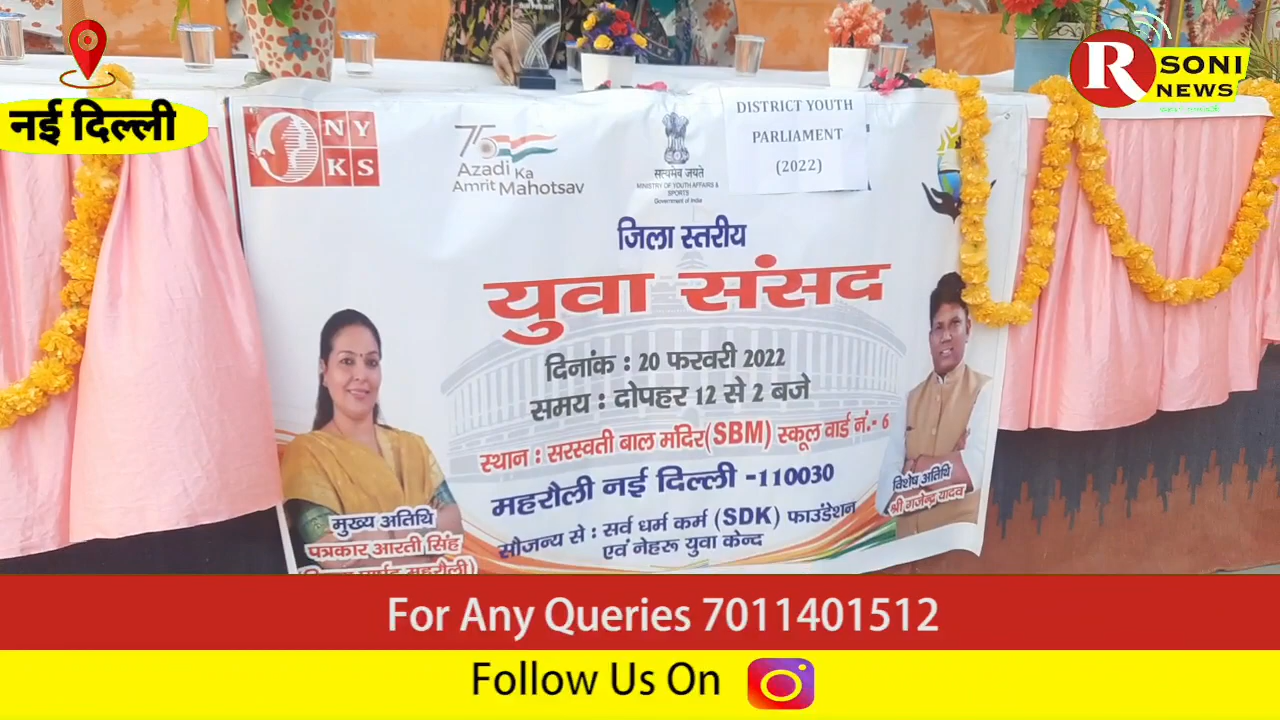 नई दिल्ली
R SONI
NEWS
NY
KS
75
Azadi Ka
Amrit Mahotsav
सत्यमेव जयते
MINISTRY OF YOUTH AFFAIRS &
SPORTS
Government of India
DISTRICT YOUTH
PARLIAMENT
(2022)
जिला स्तरीय
युवा संसद
दिनांक : 20 फरवरी 2022
समय : दोपहर 12 से 2 बजे
स्थान : सरस्वती बाल मंदिर(SBM) स्कूल वार्ड नं.- 6
महरौली नई दिल्ली -110030
सौजन्य से : सर्व धर्म कर्म (SDK) फाउंडेशन
एवं नेहरू युवा केन्द
मुख्य अतिथि
पत्रकार आरती सिंह
महरौली)
विशेष अतिथि
श्री गजेन्द्र यादव
For Any Queries 7011401512
Follow Us On